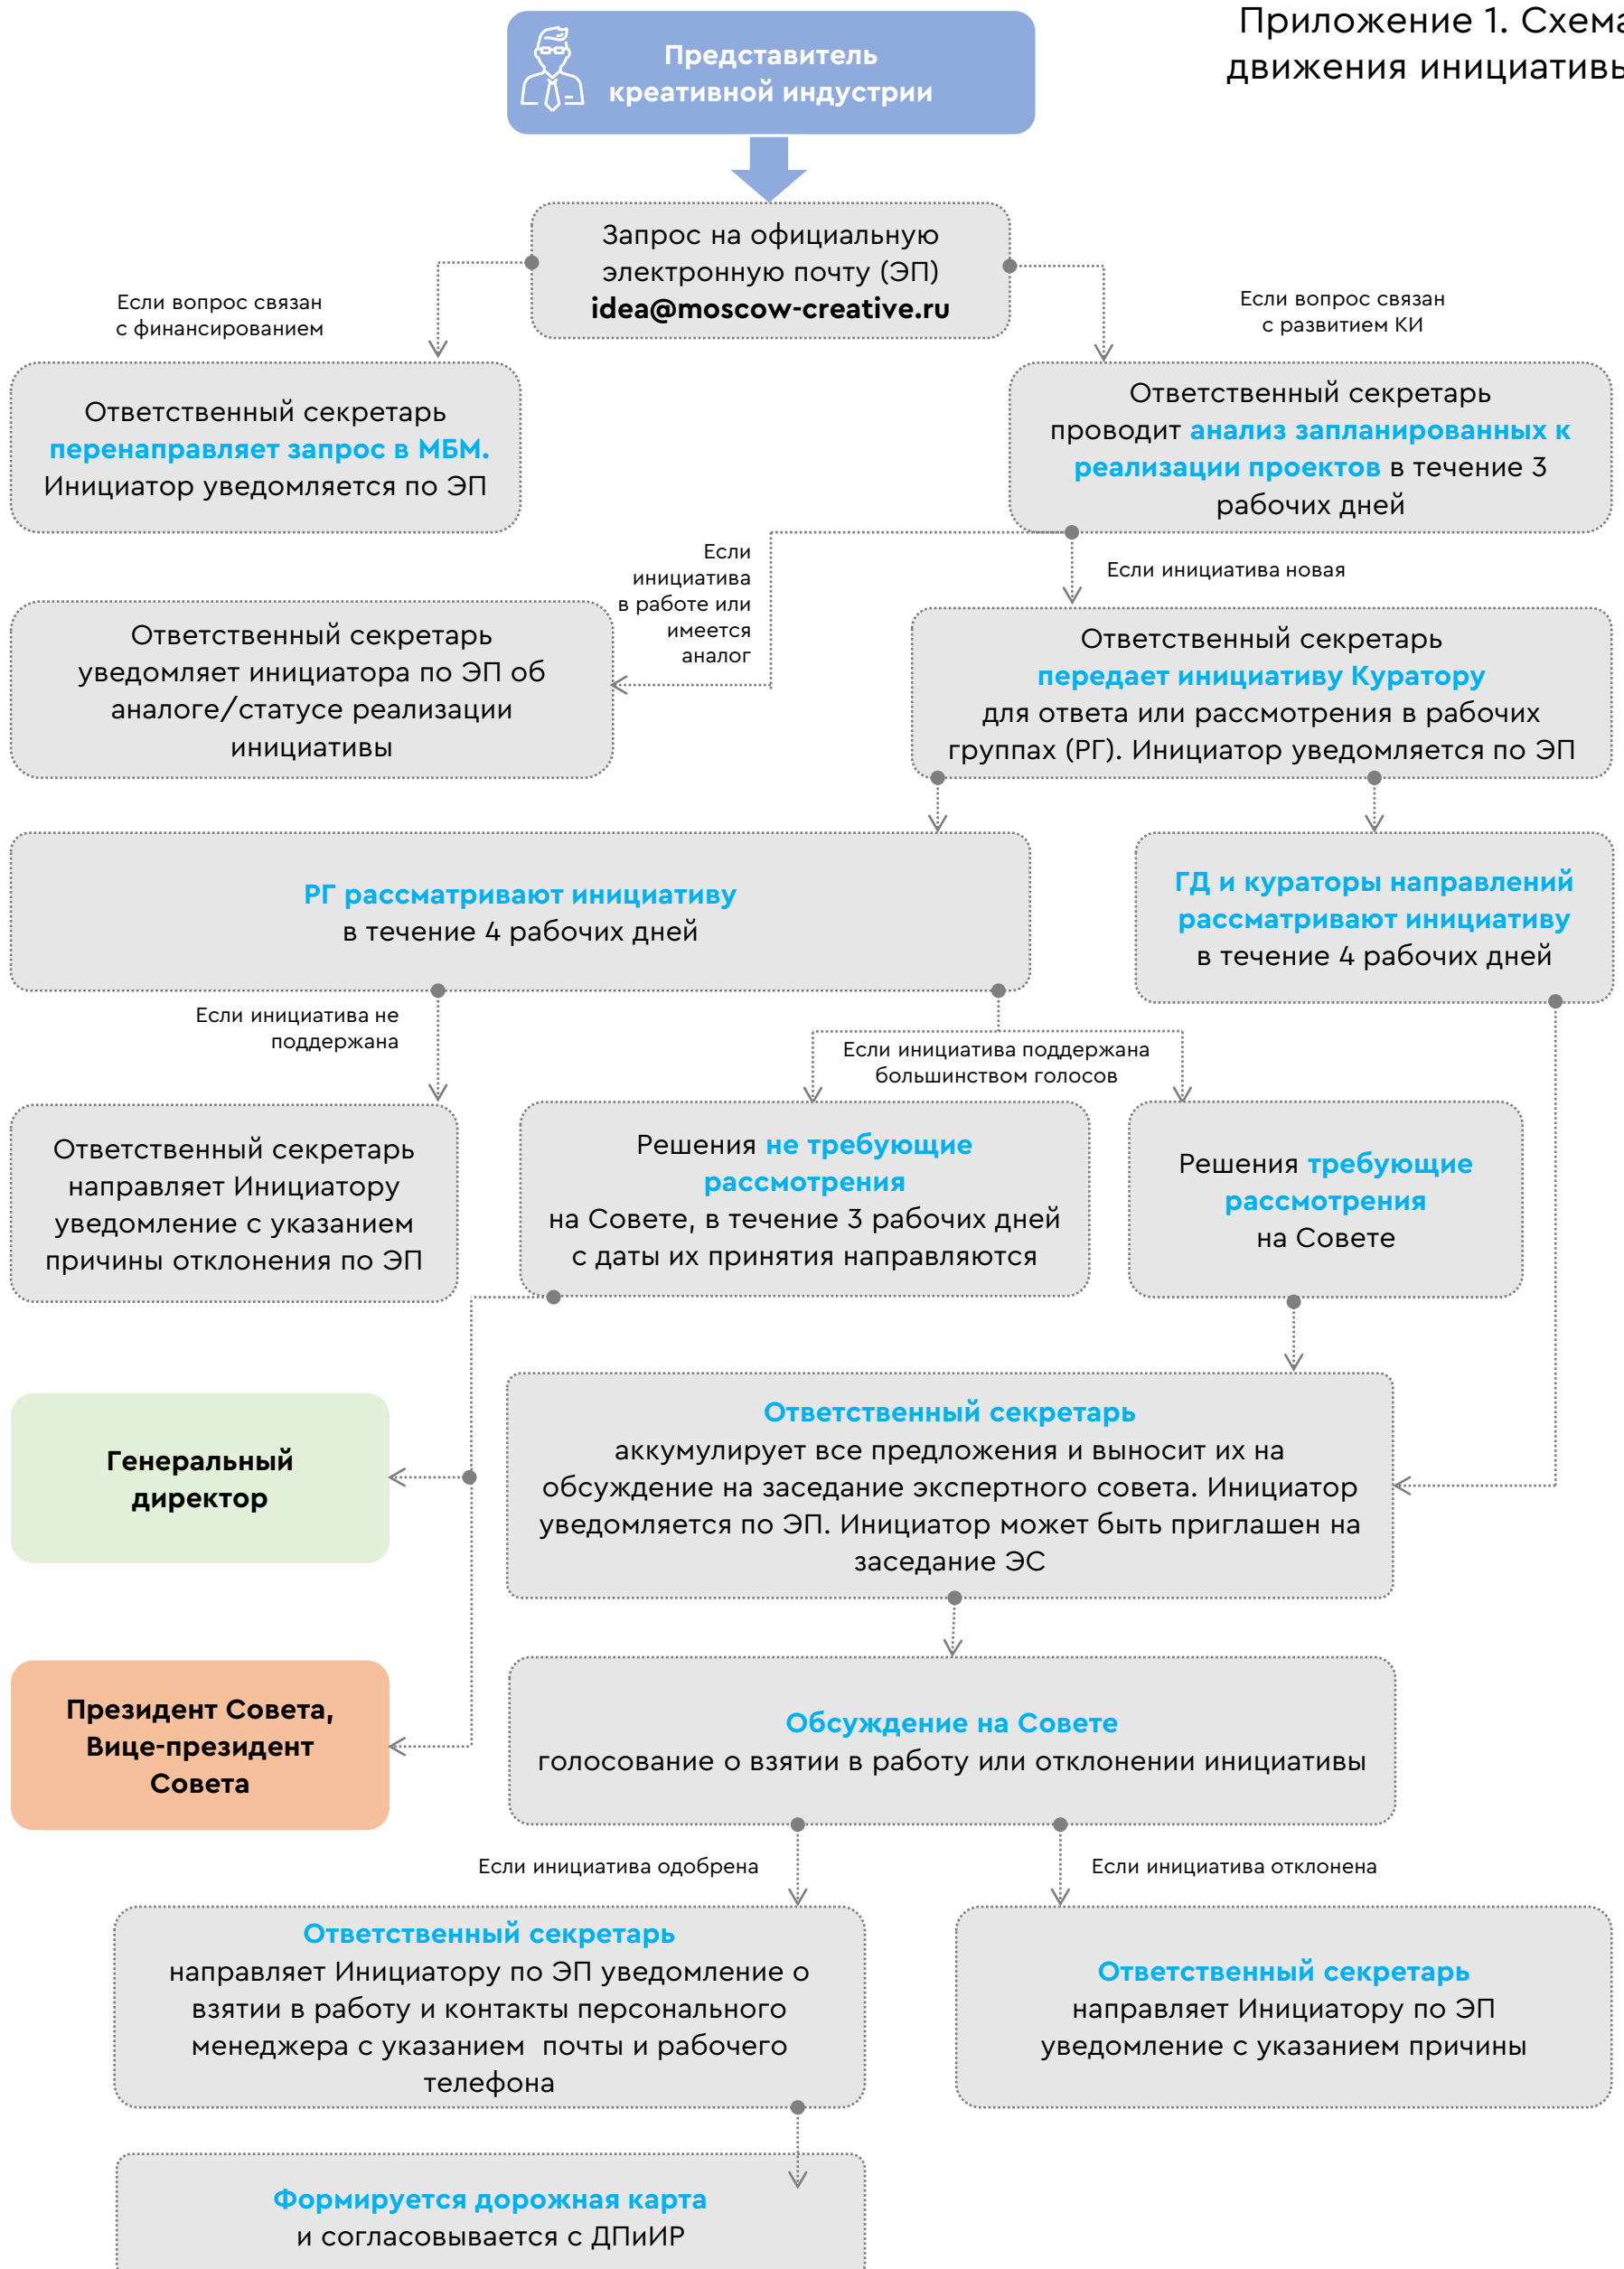 Приложение 1. Схема
движения инициативы
Представитель
креативной индустрии
Запрос на официальную
электронную почту (ЭП)
idea@moscow-creative.ru
Если вопрос связан
с финансированием
Если вопрос связан
с развитием КИ
Ответственный секретарь
перенаправляет запрос в МБМ.
Инициатор уведомляется по ЭП
Ответственный секретарь
проводит анализ запланированных к
реализации проектов в течение 3
рабочих дней
Если
инициатива
в работе или
имеется
аналог
Если инициатива новая
Ответственный секретарь
уведомляет инициатора по ЭП об
аналоге/статусе реализации
инициативы
Ответственный секретарь
передает инициативу Куратору
для ответа или рассмотрения в рабочих
группах (РГ). Инициатор уведомляется по ЭП
РГ рассматривают инициативу
в течение 4 рабочих дней
ГД и кураторы направлений
рассматривают инициативу
в течение 4 рабочих дней
Если инициатива не
поддержана
Если инициатива поддержана
большинством голосов
Ответственный секретарь
направляет Инициатору
уведомление с указанием
причины отклонения по ЭП
Решения не требующие
рассмотрения
на Совете, в течение 3 рабочих дней
с даты их принятия направляются
Решения требующие
рассмотрения
на Совете
Генеральный
директор
Ответственный секретарь
аккумулирует все предложения и выносит их на
обсуждение на заседание экспертного совета. Инициатор
уведомляется по ЭП. Инициатор может быть приглашен на
заседание ЭС
Президент Совета,
Вице-президент
Совета
Обсуждение на Совете
голосование о взятии в работу или отклонении инициативы
Если инициатива одобрена
Если инициатива отклонена
Ответственный секретарь
направляет Инициатору по ЭП уведомление о
взятии в работу и контакты персонального
менеджера с указанием  почты и рабочего
телефона
Ответственный секретарь
направляет Инициатору по ЭП
уведомление с указанием причины
Формируется дорожная карта
и согласовывается с ДПиИР